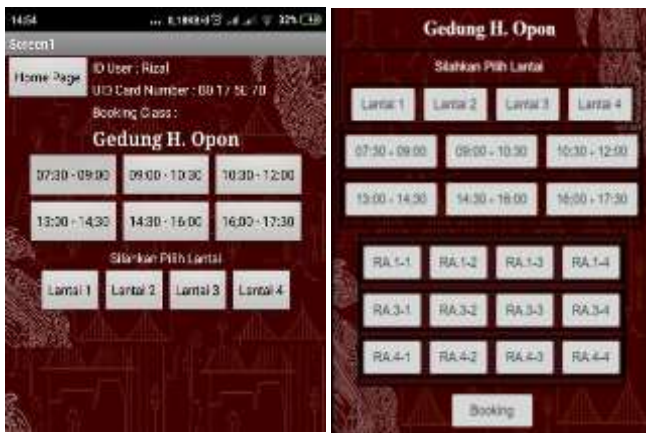 14:54
32%
Screen1
Home Page
ID User : Rizal
UID Card Number :
Booking Class :
Gedung H. Opon
07:30 - 09:00 09:00 - 10:30 10:30 - 12:00
13:00 - 14:30 14:30 - 16:00 16:00 - 17:30
Silahkan Pilih Lantai
Lantai 1 Lantai 2 Lantai 3 Lantai 4
Gedung H. Opon
Silahkan Pilih Lantai
Lantai 1 Lantai 2 Lantai 3 Lantai 4
07:30 - 09:00 09:00 - 10:30 10:30 - 12:00
13:00 - 14:30 14:30 - 16:00 16:00 - 17:30
RA.1-1 RA.1-2 RA.1-3 RA.1-4
RA.3-1 RA.3-2 RA.3-3 RA.3-4
RA.4-1 RA.4-2 RA.4-3 RA.4-4
Booking